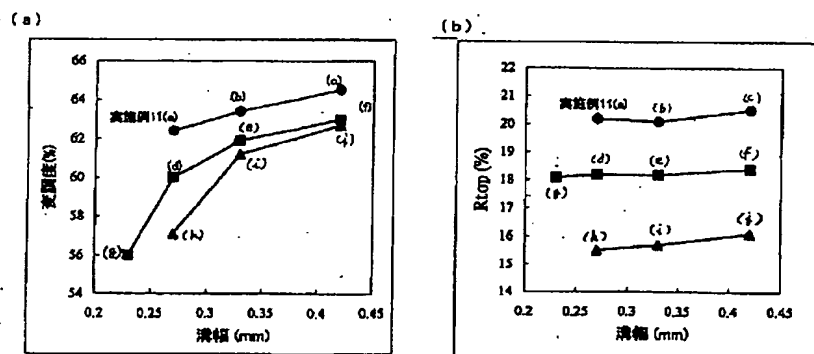 (a)
66
64
62
60
58
56
54
変調度(%)
実施例11(a)
(b)
(c)
(d)
(e)
(f)
(g)
(h)
(i)
(j)
0.2 0.25 0.3 0.35 0.4 0.45
溝幅 (mm)
(b)
22
21
20
19
18
17
16
15
14
Rtop (%)
実施例11(a)
(b)
(c)
(g)
(d)
(e)
(f)
(h)
(i)
(j)
0.2 0.25 0.3 0.35 0.4 0.45
溝幅 (mm)